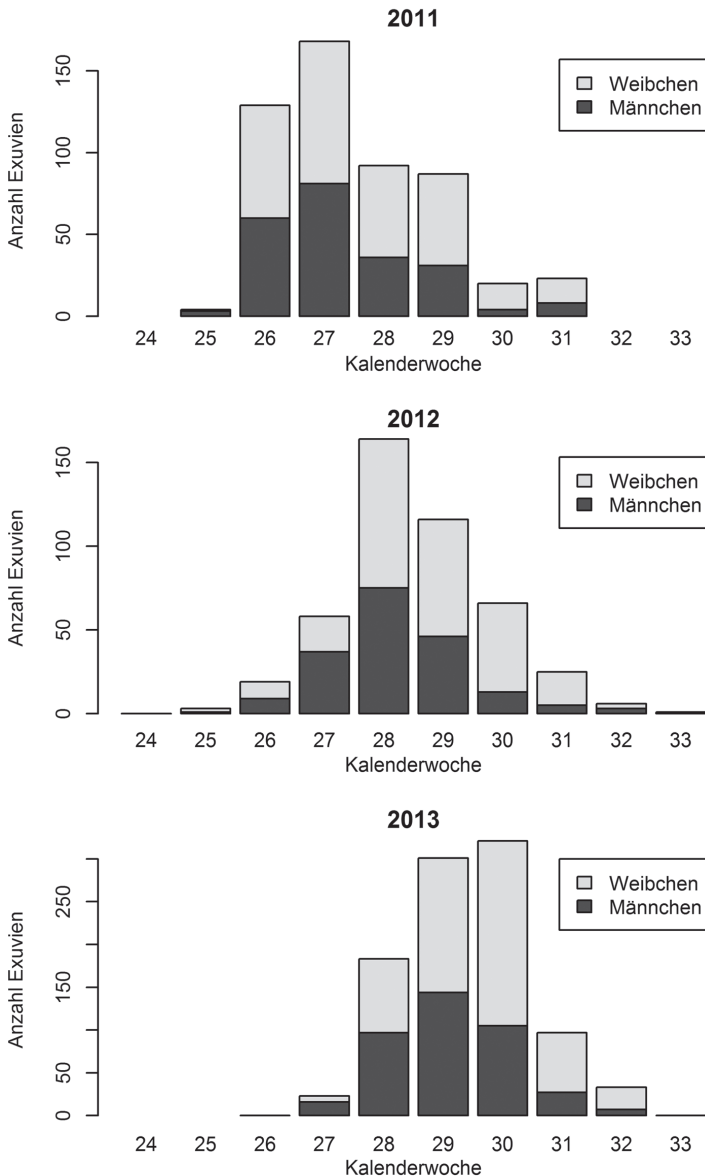 2011
Anzahl Exuvien
150
100
50
0
Weibchen
Männchen
24 25 26 27 28 29 30 31 32 33
Kalenderwoche
2012
Anzahl Exuvien
150
100
50
0
Weibchen
Männchen
24 25 26 27 28 29 30 31 32 33
Kalenderwoche
2013
Anzahl Exuvien
250
150
50
0
Weibchen
Männchen
24 25 26 27 28 29 30 31 32 33
Kalenderwoche